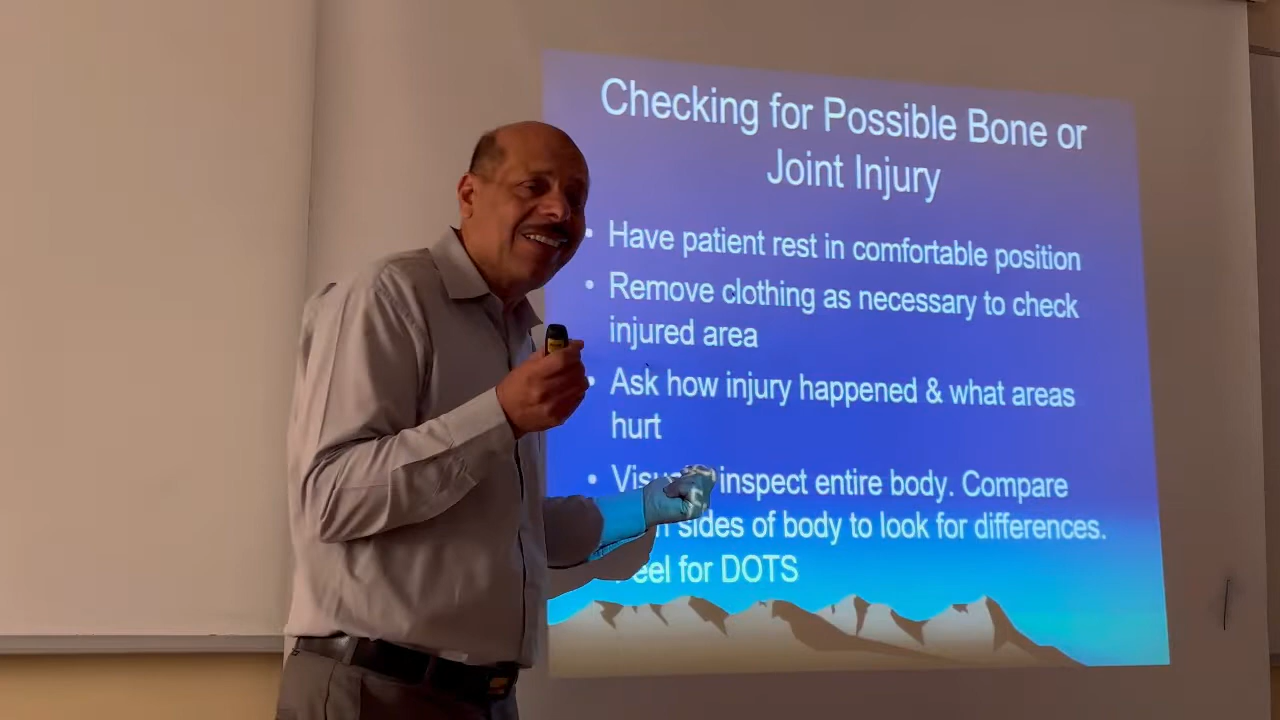 Checking for Possible Bone or
Joint Injury
• Have patient rest in comfortable position
• Remove clothing as necessary to check
injured area
• Ask how injury happened & what areas
hurt
• inspect entire body. Compare
sides of body to look for differences.
for DOTS